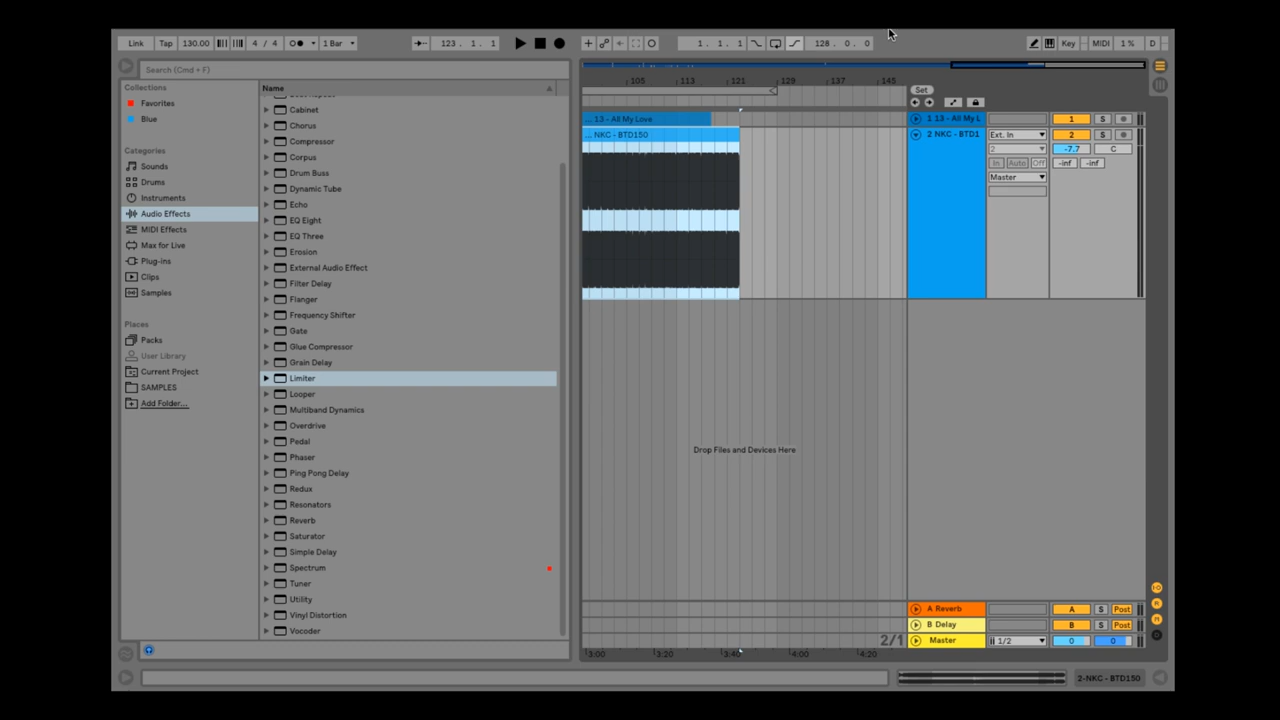 Link Tap 130.00 4 / 4 1 Bar 123 . 1 . 1 1 . 1 . 1 128 . 0 . 0 Key MIDI 1 % D
Search (Cmd + F)
Collections
Favorites
Blue
Categories
Sounds
Drums
Instruments
Audio Effects
MIDI Effects
Max for Live
Plug-ins
Clips
Samples
Places
Packs
User Library
Current Project
SAMPLES
Add Folder...
Name
Cabinet
Chorus
Compressor
Corpus
Drum Buss
Dynamic Tube
Echo
EQ Eight
EQ Three
Erosion
External Audio Effect
Filter Delay
Flanger
Frequency Shifter
Gate
Glue Compressor
Grain Delay
Limiter
Looper
Multiband Dynamics
Overdrive
Pedal
Phaser
Ping Pong Delay
Redux
Resonators
Reverb
Saturator
Simple Delay
Spectrum
Tuner
Utility
Vinyl Distortion
Vocoder
105 113 121 129 137 145
Set
... 13 - All My Love
1 13 - All My L 1 S
... NKC - BTD150
2 NKC - BTD1 Ext. In 2 S
2 -7.7 C
In Auto Off -inf -inf
Master
Drop Files and Devices Here
A Reverb A S Post
B Delay B S Post
2/1 Master 1/2 0 0
3:00 3:20 3:40 4:00 4:20
2-NKC - BTD150